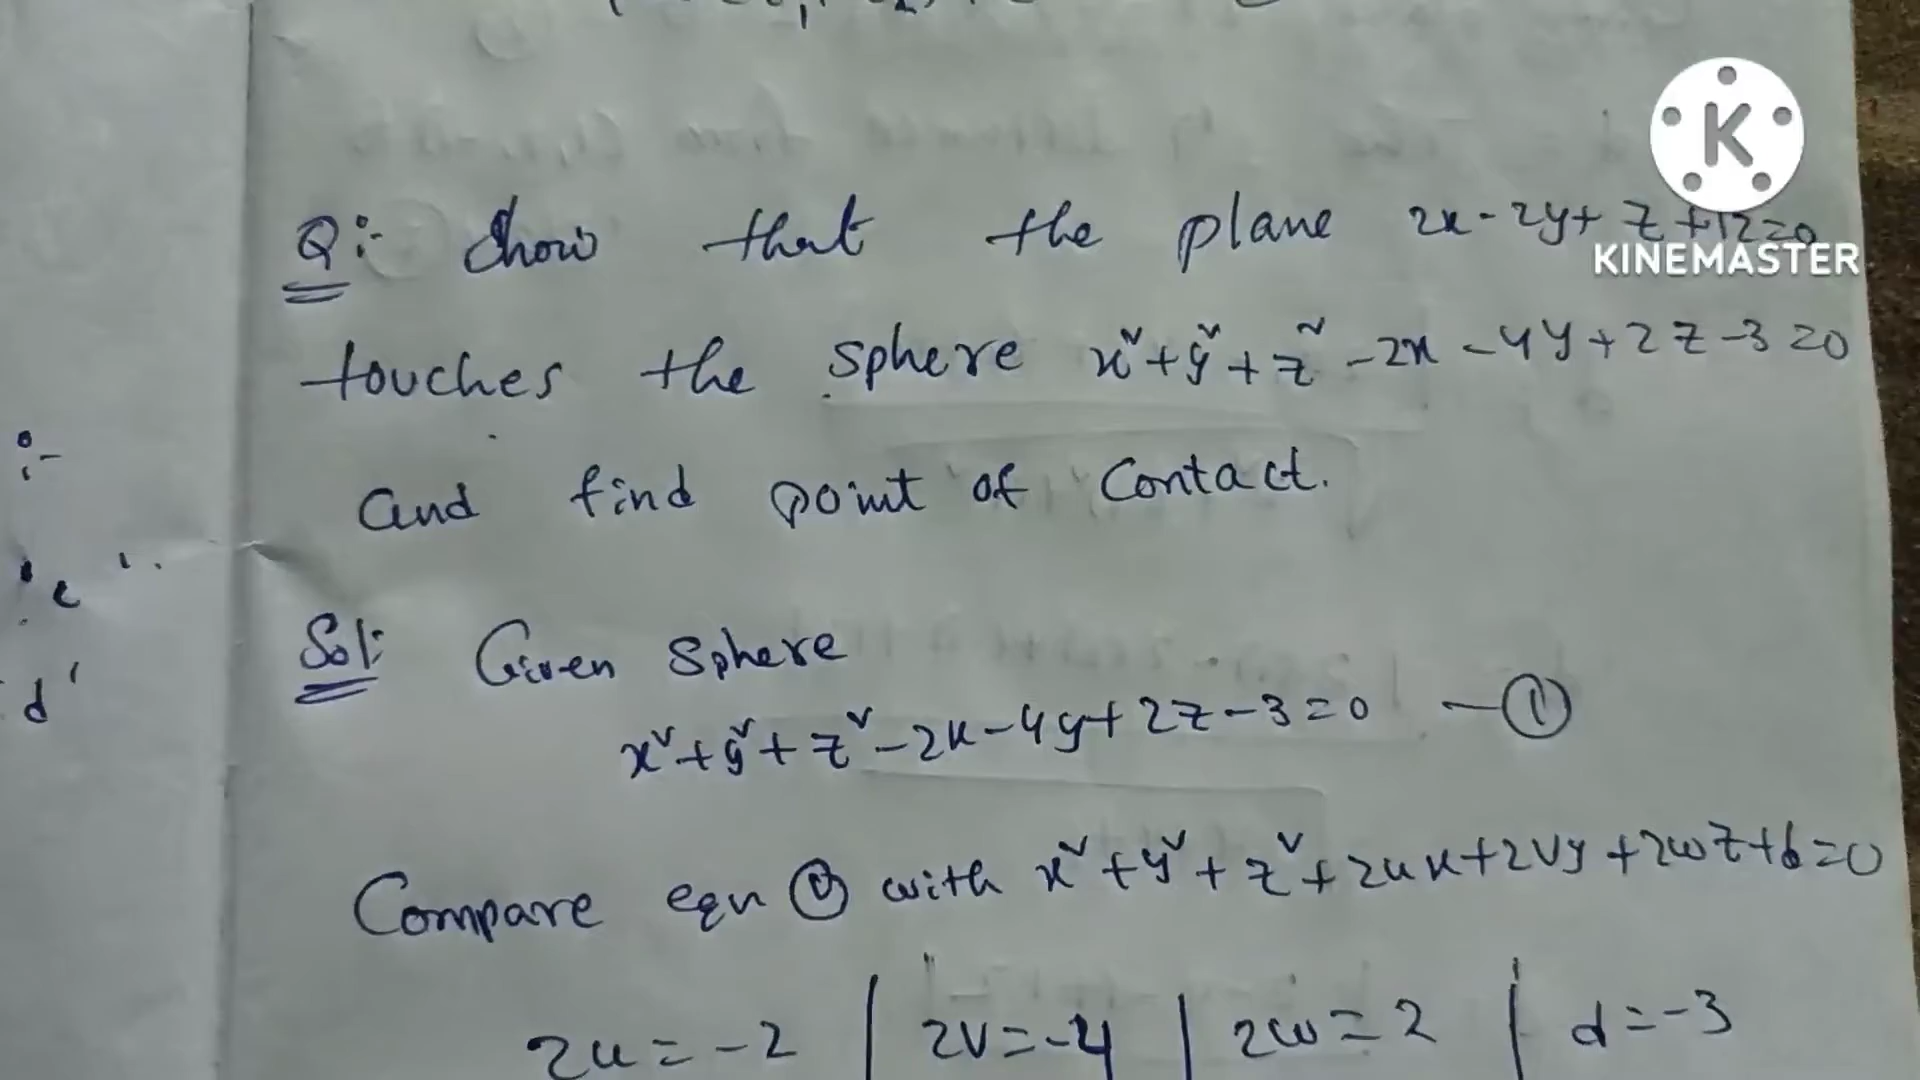 K
KINEMASTER
Q:- Show that the plane 2x-2y+z+12=0
touches the sphere x²+y²+z²-2x-4y+2z-3=0
and find point of Contact.
:-
d'
Sol: Given Sphere
x²+y²+z²-2x-4y+2z-3=0 —①
Compare eqn ① with x²+y²+z²+2ux+2vy+2wz+d=0
2u=-2 | 2v=-4 | 2w=2 | d=-3